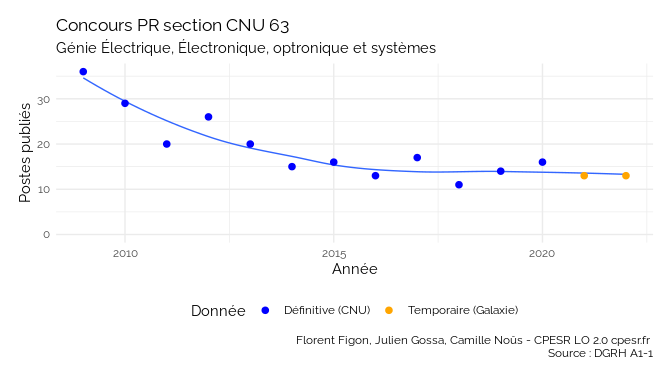 Concours PR section CNU 63
Génie Électrique, Électronique, optronique et systèmes
Postes publiés
30
20
10
0
2010
2015
2020
Année
Donnée
Définitive (CNU)
Temporaire (Galaxie)
Florent Figon, Julien Gossa, Camille Noûs - CPESR LO 2.0 cpesr.fr
Source : DGRH A1-1